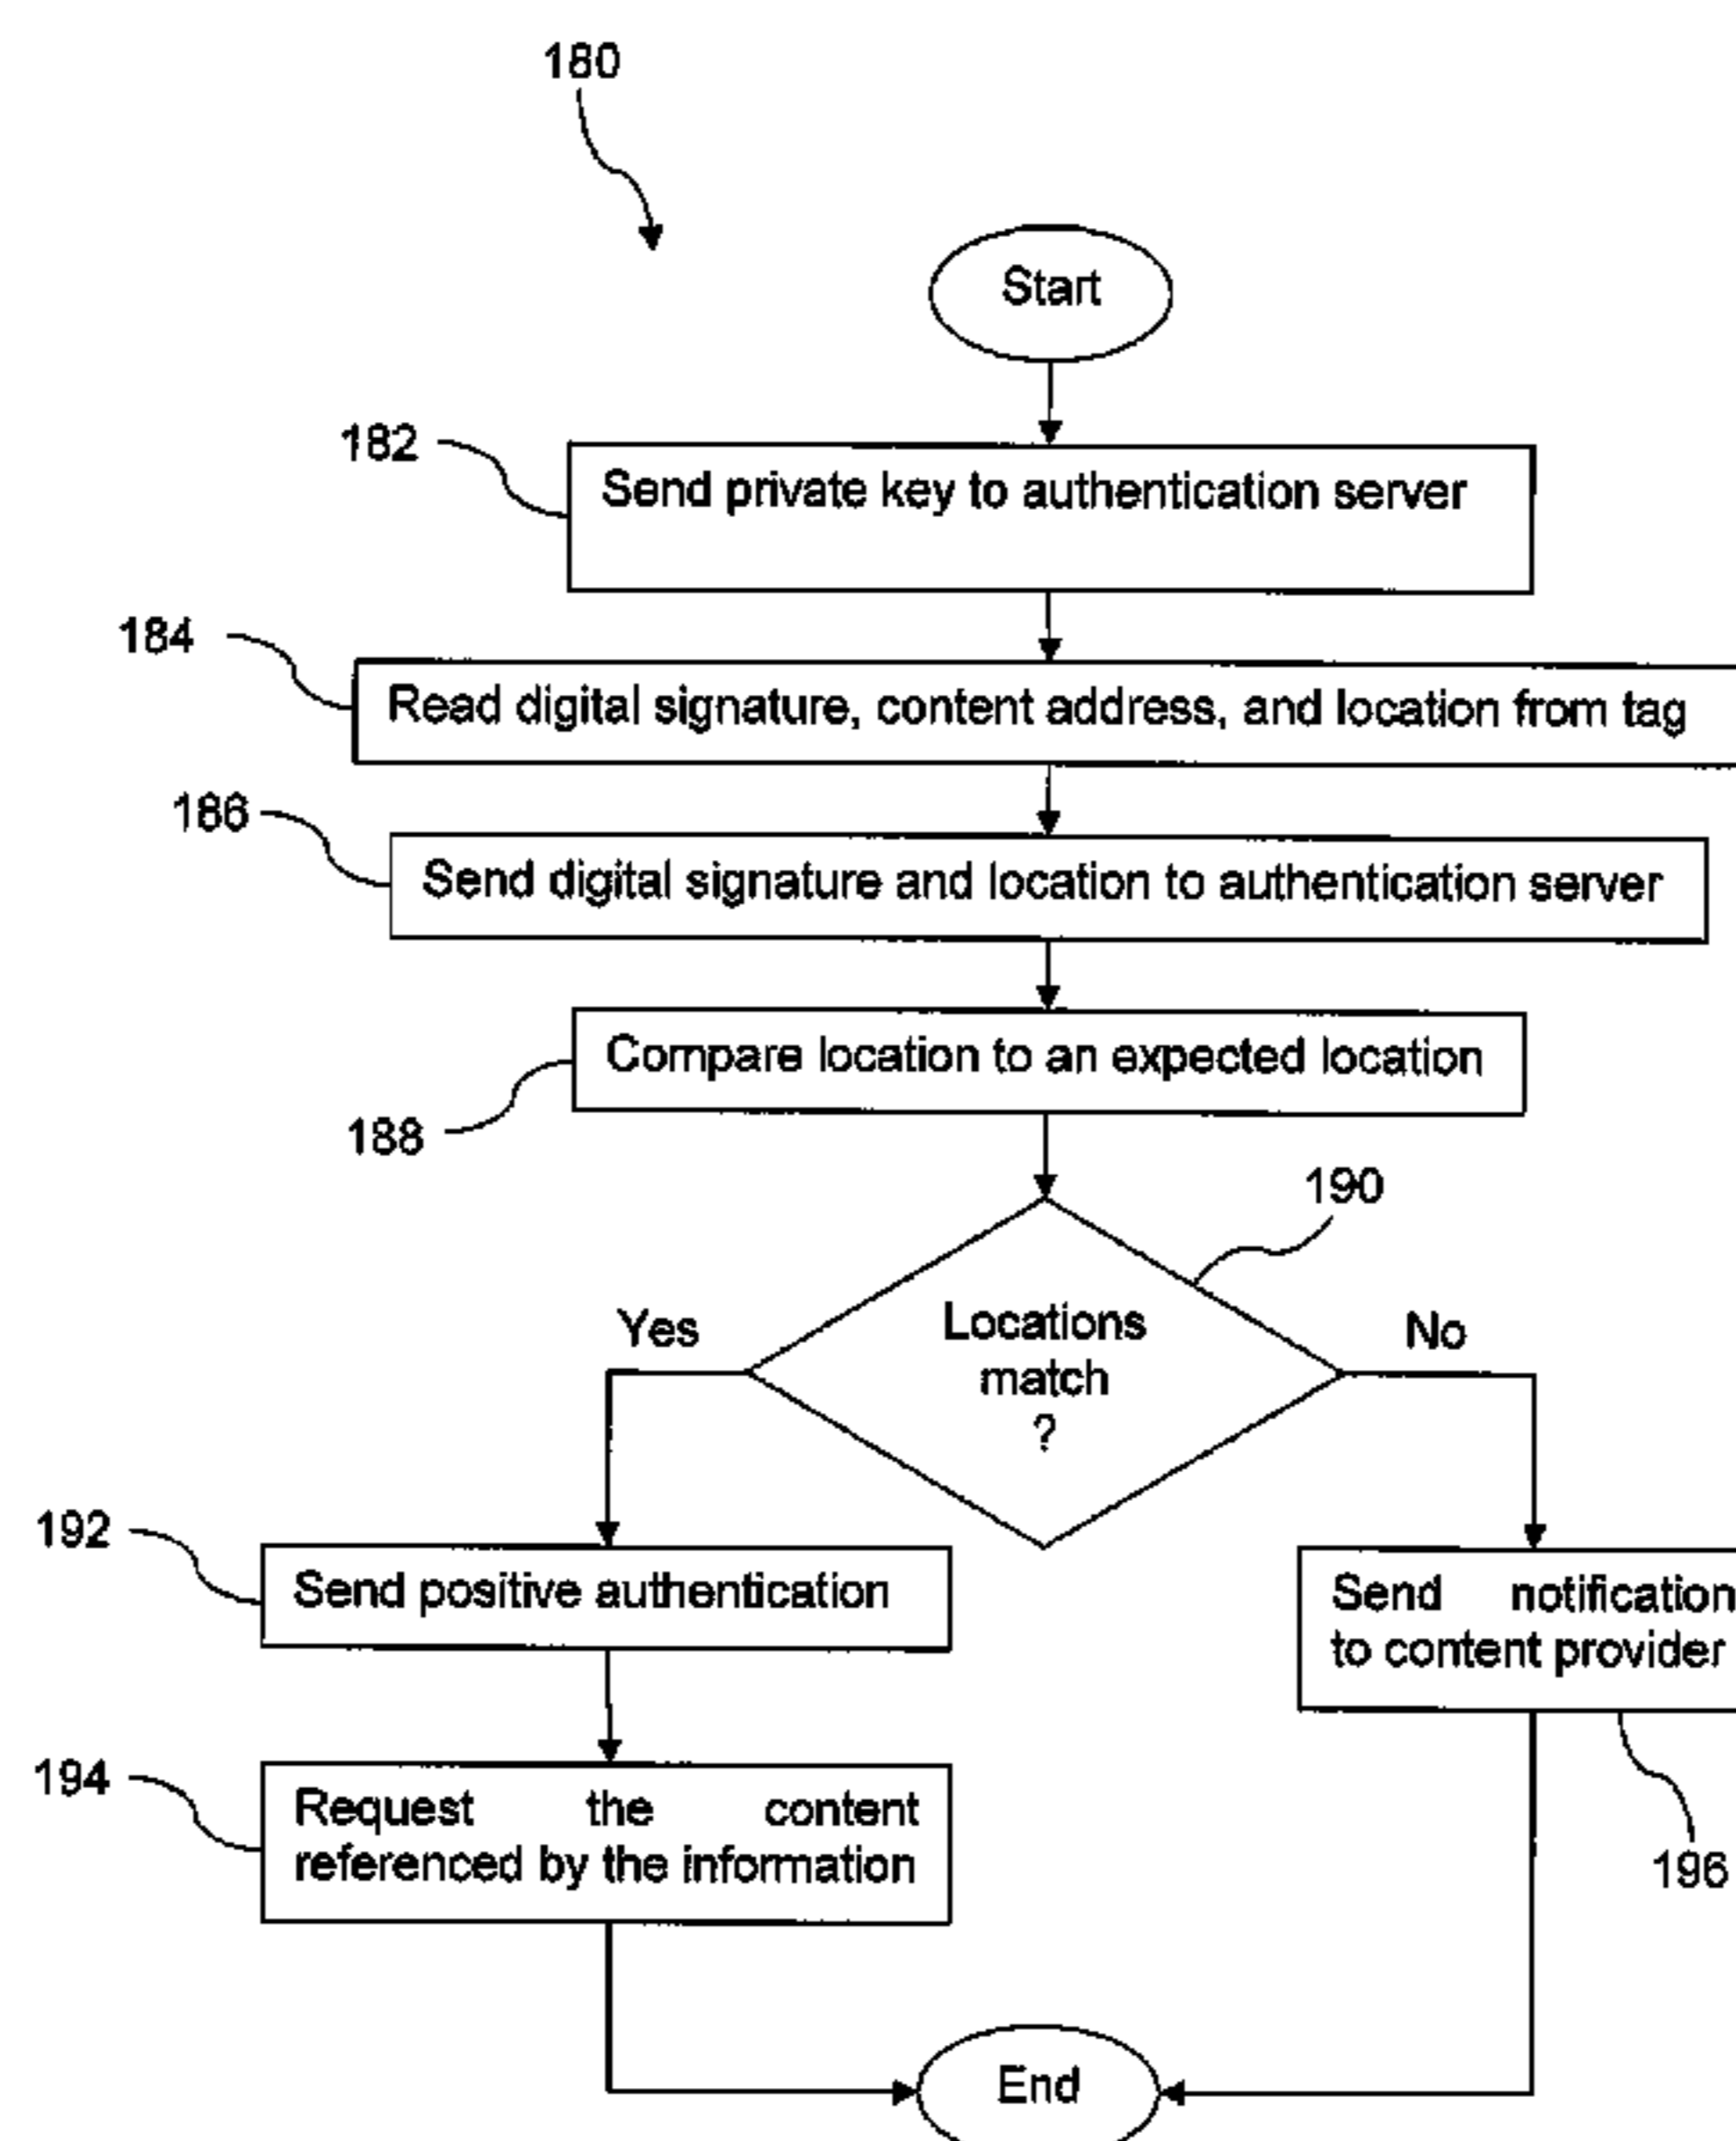 180
Start
182
Send private key to authentication server
184
Read digital signature, content address, and location from tag
186
Send digital signature and location to authentication server
Compare location to an expected location
188
190
Yes
Locations
match
?
No
192
Send positive authentication
Send notification
to content provider
194
Request the content
referenced by the information
196
End